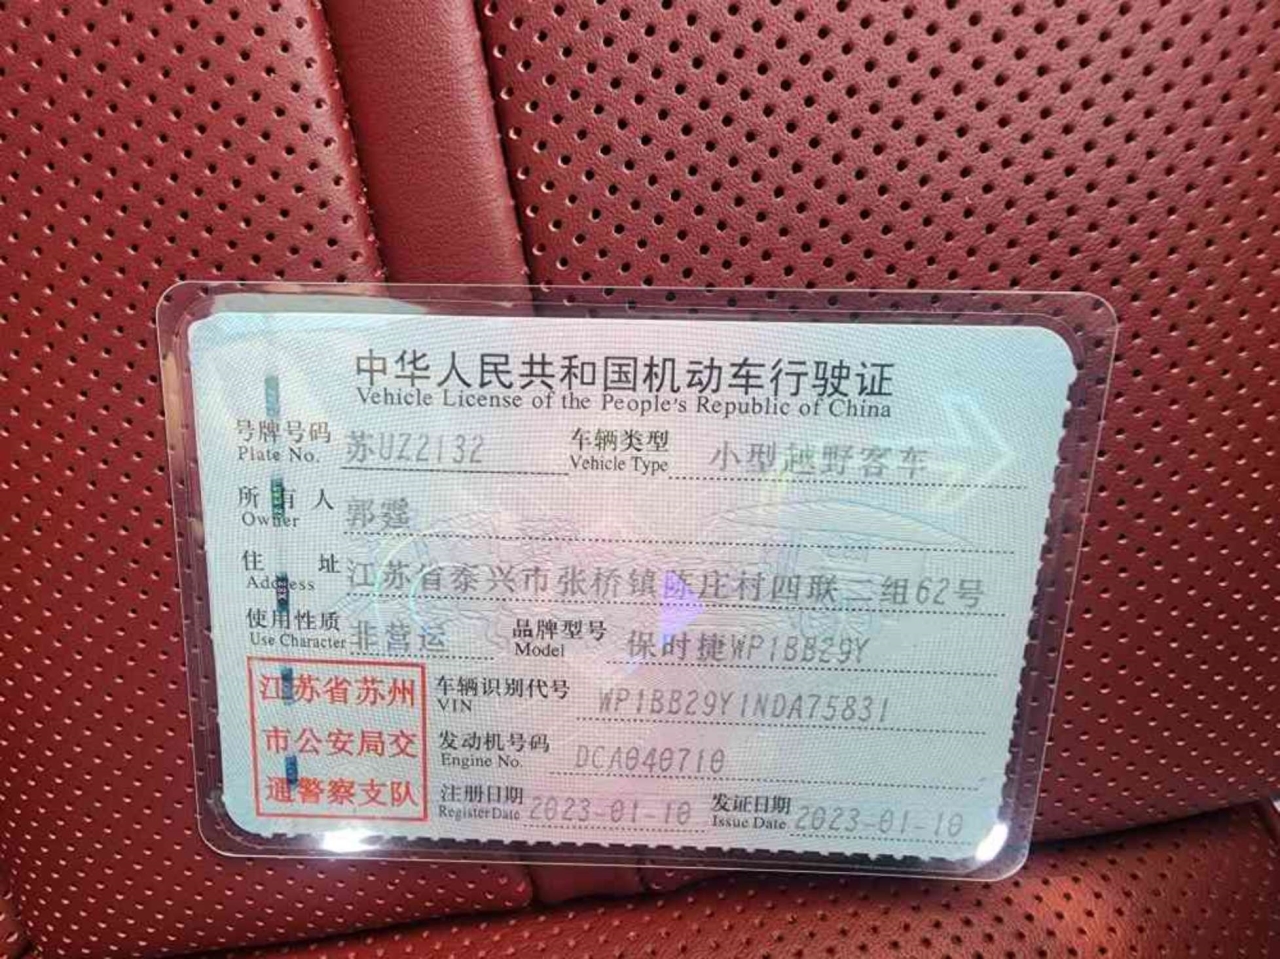 中华人民共和国机动车行驶证
Vehicle License of the People's Republic of China
号牌号码 苏UZ2132 车辆类型 小型越野客车
Plate No. Vehicle Type
所有人 郭霆
Owner
住址 江苏省泰兴市张桥镇陈庄村四联二组62号
Address
使用性质 非营运 品牌型号 保时捷WP1BB29Y
Use Character Model
江苏省苏州
市公安局交
通警察支队
车辆识别代号 WP1BB29Y1NDA75831
VIN
发动机号码 DCA040710
Engine No.
注册日期 2023-01-10 发证日期 2023-01-10
Register Date Issue Date